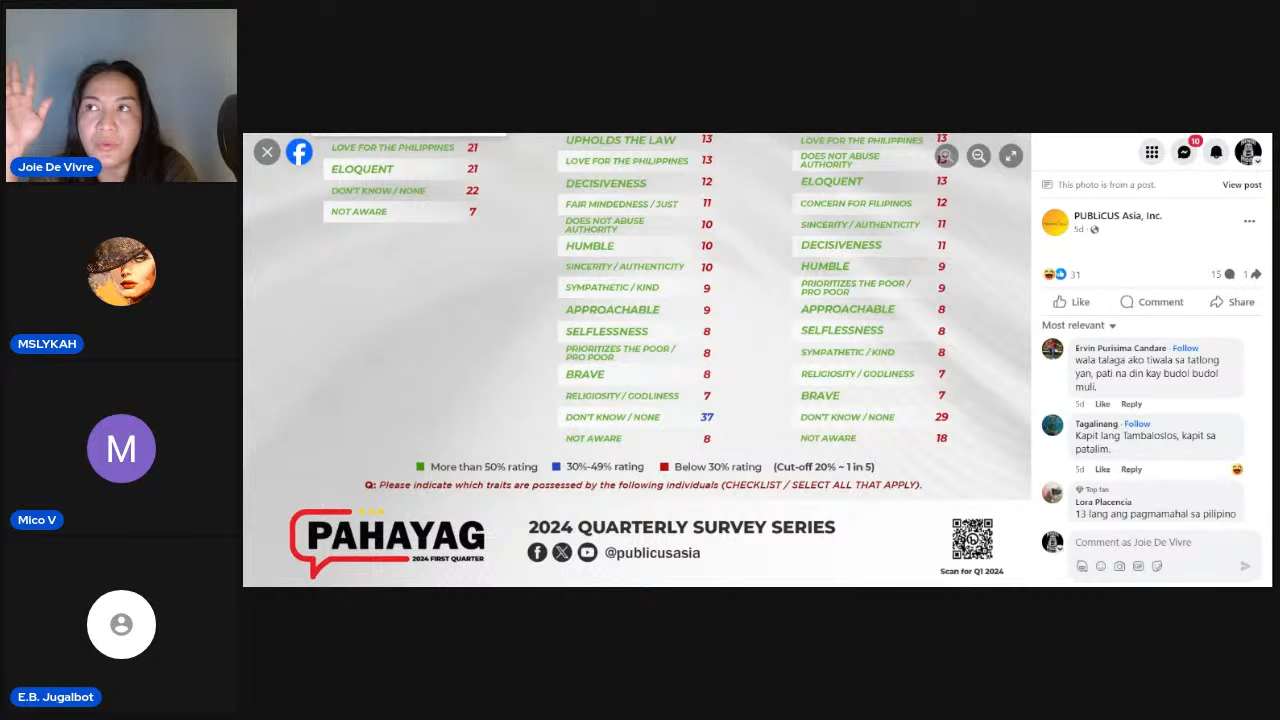 Joie De Vivre
MSLYKAH
M
Mico V
E.B. Jugalbot
LOVE FOR THE PHILIPPINES 21
ELOQUENT 21
DON'T KNOW / NONE 22
NOT AWARE 7
UPHOLDS THE LAW 13
LOVE FOR THE PHILIPPINES 13
DECISIVENESS 12
FAIR MINDEDNESS / JUST 11
DOES NOT ABUSE
AUTHORITY 10
HUMBLE 10
SINCERITY / AUTHENTICITY 10
SYMPATHETIC / KIND 9
APPROACHABLE 9
SELFLESSNESS 8
PRIORITIZES THE POOR /
PRO POOR 8
BRAVE 8
RELIGIOSITY / GODLINESS 7
DON'T KNOW / NONE 37
NOT AWARE 8
LOVE FOR THE PHILIPPINES 13
DOES NOT ABUSE
AUTHORITY
ELOQUENT 13
CONCERN FOR FILIPINOS 12
SINCERITY / AUTHENTICITY 11
DECISIVENESS 11
HUMBLE 9
PRIORITIZES THE POOR /
PRO POOR 9
APPROACHABLE 8
SELFLESSNESS 8
SYMPATHETIC / KIND 8
RELIGIOSITY / GODLINESS 7
BRAVE 7
DON'T KNOW / NONE 29
NOT AWARE 18
More than 50% rating 30%-49% rating Below 30% rating (Cut-off 20% ~ 1 in 5)
Q: Please indicate which traits are possessed by the following individuals (CHECKLIST / SELECT ALL THAT APPLY).
PAHAYAG
2024 FIRST QUARTER
2024 QUARTERLY SURVEY SERIES
@publicusasia
Scan for Q1 2024
10
This photo is from a post. View post
PUBLiCUS Asia, Inc.
5d
31 15 1
Like Comment Share
Most relevant
Ervin Purisima Candare · Follow
wala talaga ako tiwala sa tatlong
yan, pati na din kay budol budol
muli.
5d Like Reply
Tagalinang · Follow
Kapit lang Tambaloslos, kapit sa
patalim.
5d Like Reply
Top fan
Lora Placencia
13 lang ang pagmamahal sa pilipino
Comment as Joie De Vivre